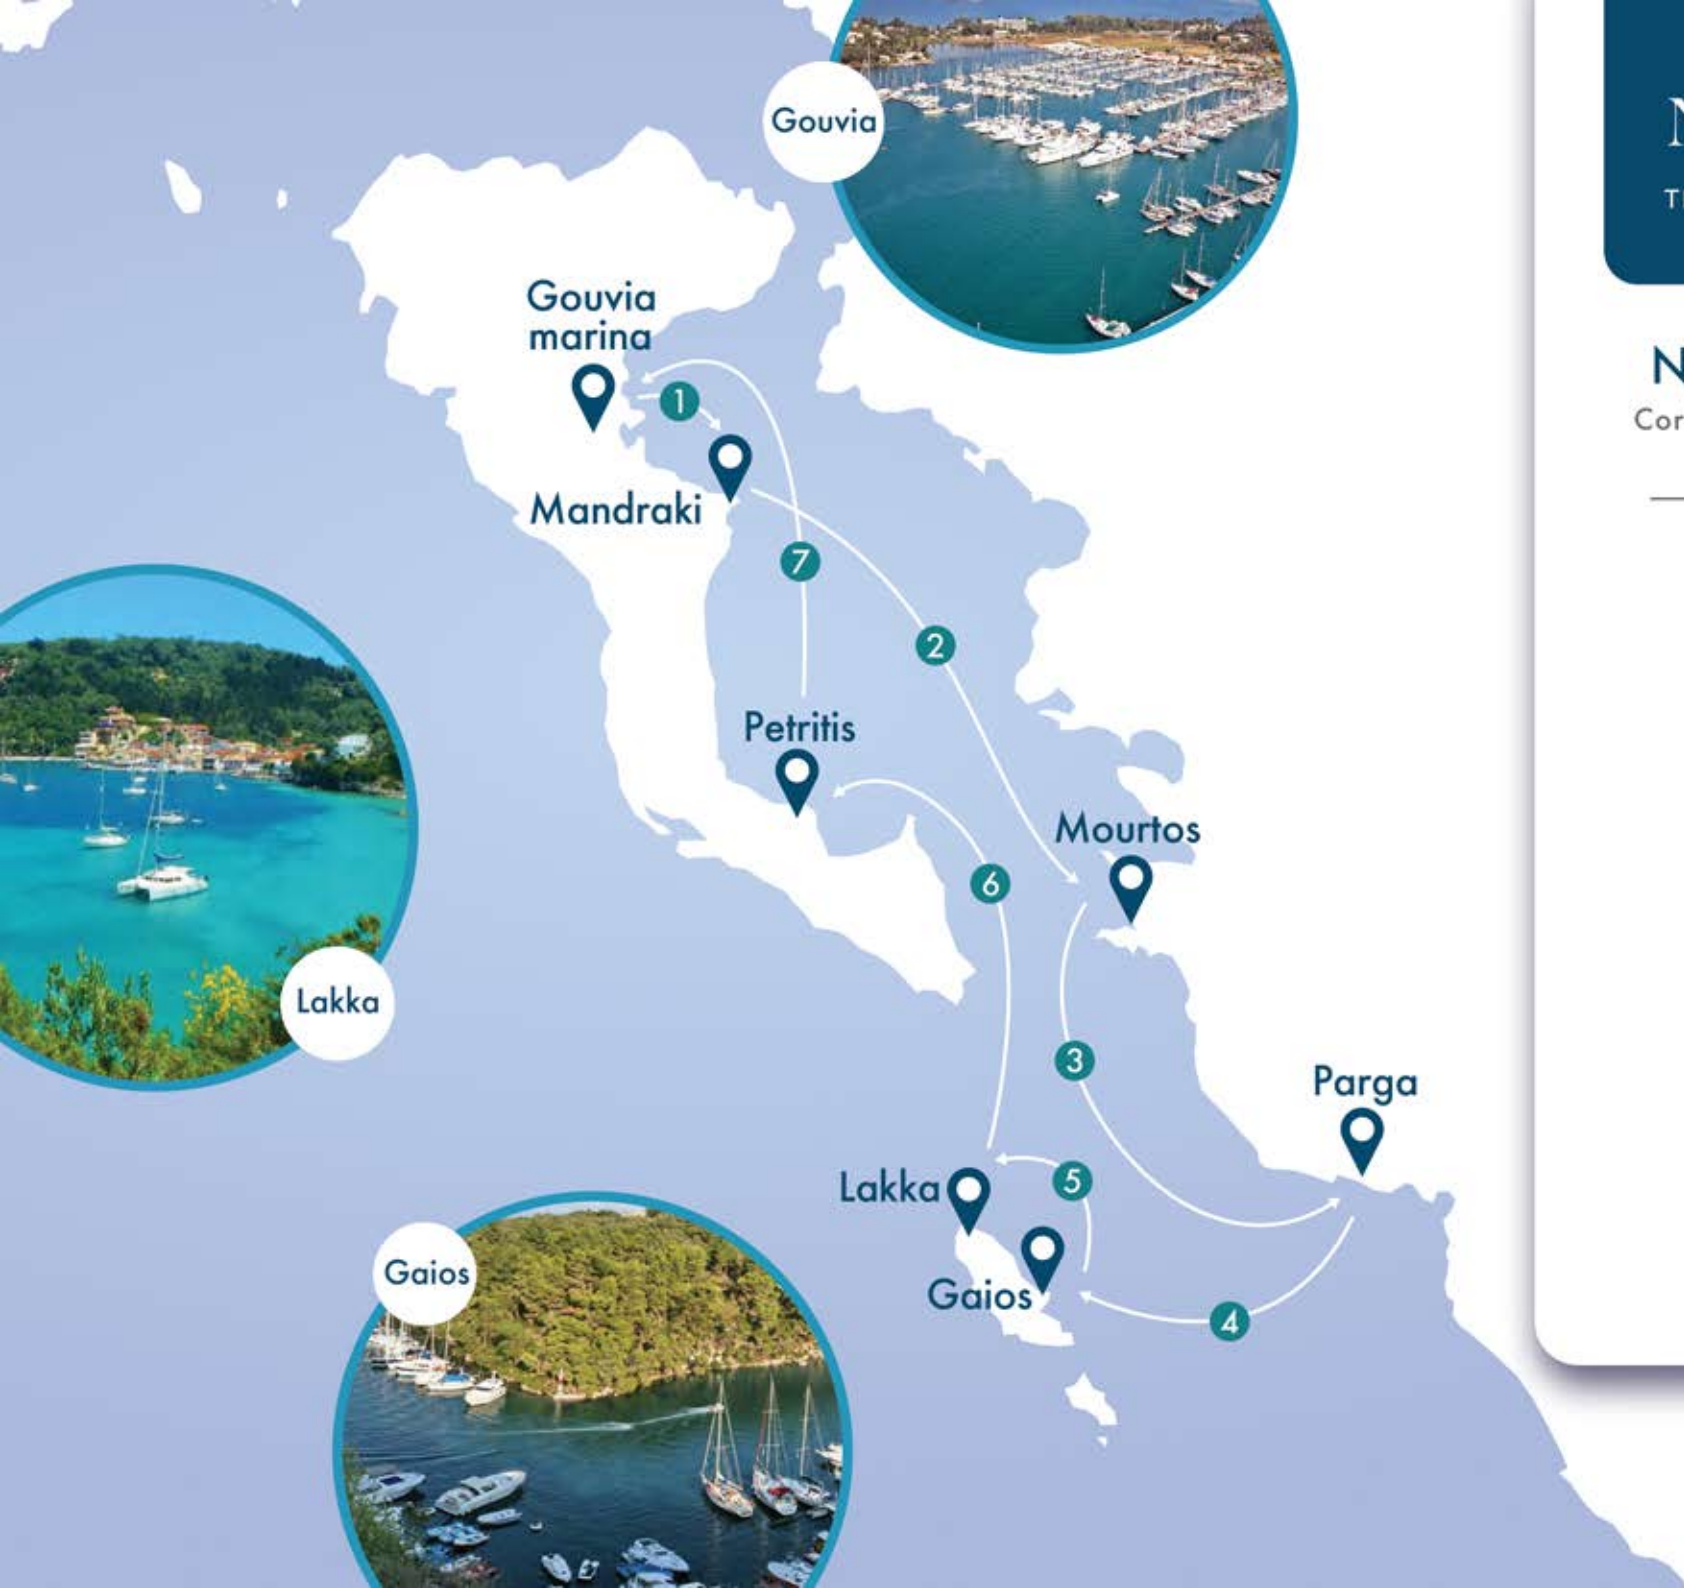 Gouvia
Gouvia
marina
1
Mandraki
7
2
Petritis
Mourtos
6
Lakka
3
Parga
Lakka
5
Gaios
Gaios
4